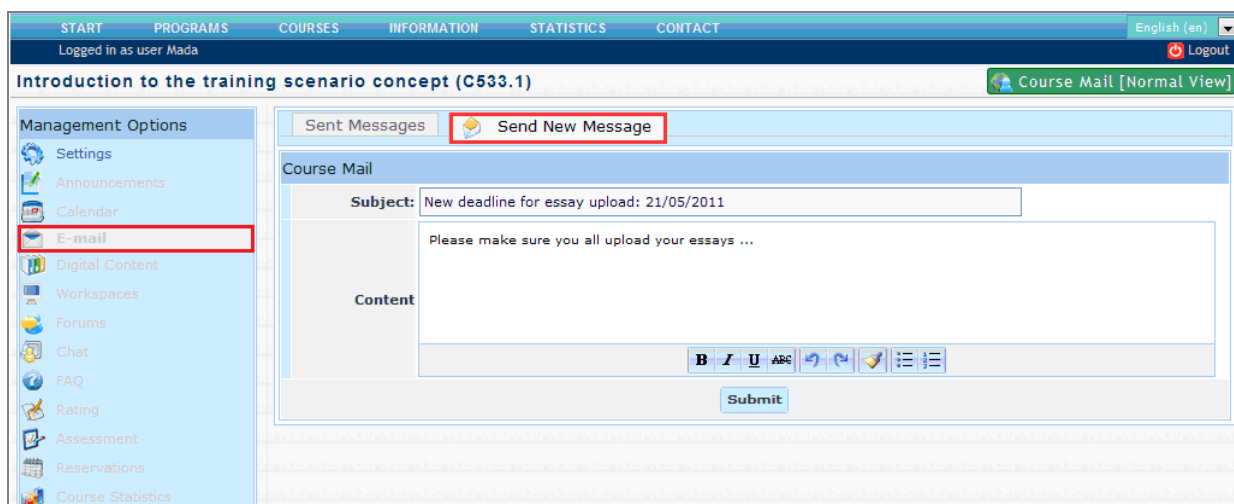 START PROGRAMS COURSES INFORMATION STATISTICS CONTACT English (en)
Logged in as user Mada Logout
Introduction to the training scenario concept (C533.1) Course Mail [Normal View]
Management Options
Settings
Announcements
Calendar
E-mail
Digital Content
Workspaces
Forums
Chat
FAQ
Rating
Assessment
Reservations
Course Statistics
Sent Messages Send New Message
Course Mail
Subject: New deadline for essay upload: 21/05/2011
Content Please make sure you all upload your essays ...
B I U ABC
Submit